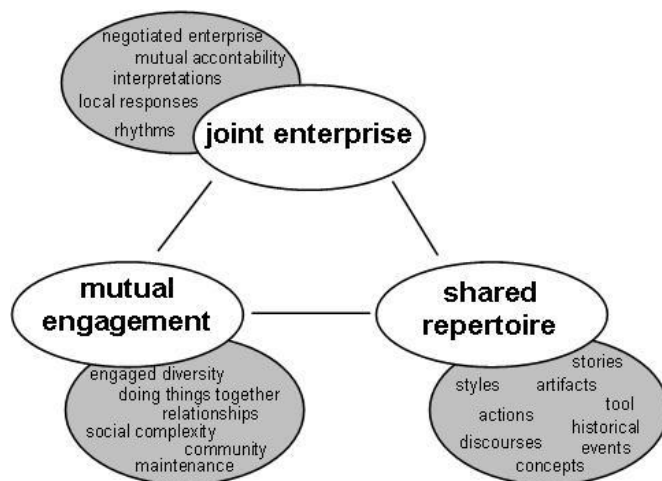 negotiated enterprise
mutual accontability
interpretations
local responses
rhythms
joint enterprise
mutual
engagement
engaged diversity
doing things together
relationships
social complexity
community
maintenance
shared
repertoire
stories
styles
artifacts
tool
actions
historical
discourses
events
concepts